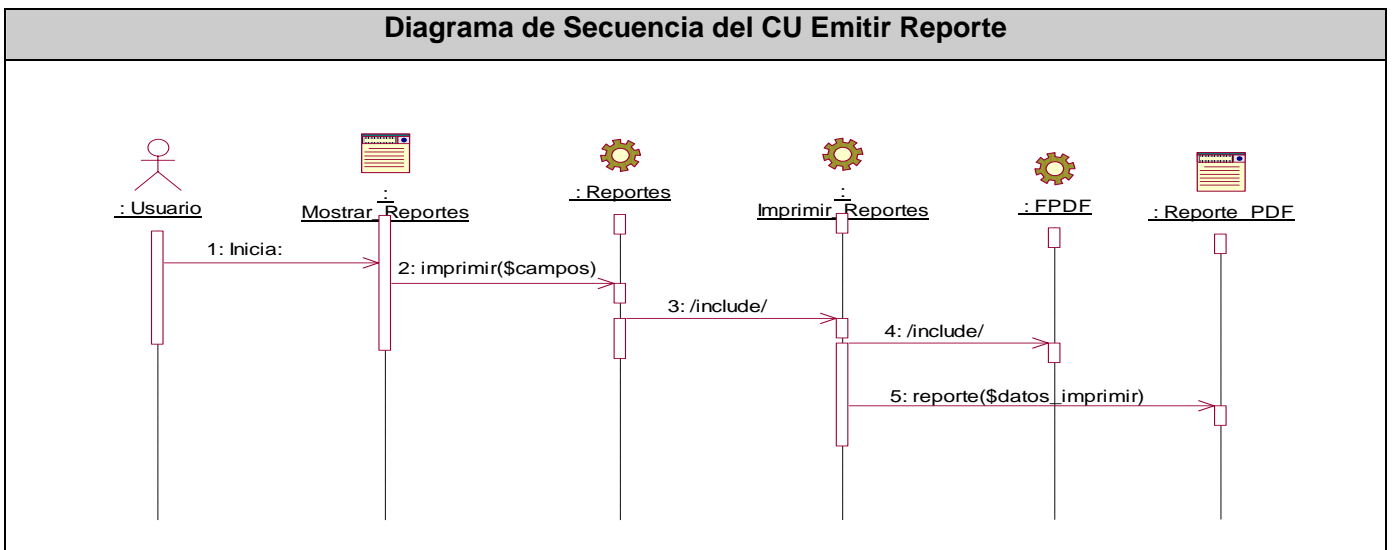 Diagrama de Secuencia del CU Emitir Reporte
: Usuario
:
Mostrar_Reportes
: Reportes
:
Imprimir_Reportes
: FPDF
: Reporte_PDF
1: Inicia:
2: imprimir($campos)
3: /include/
4: /include/
5: reporte($datos_imprimir)